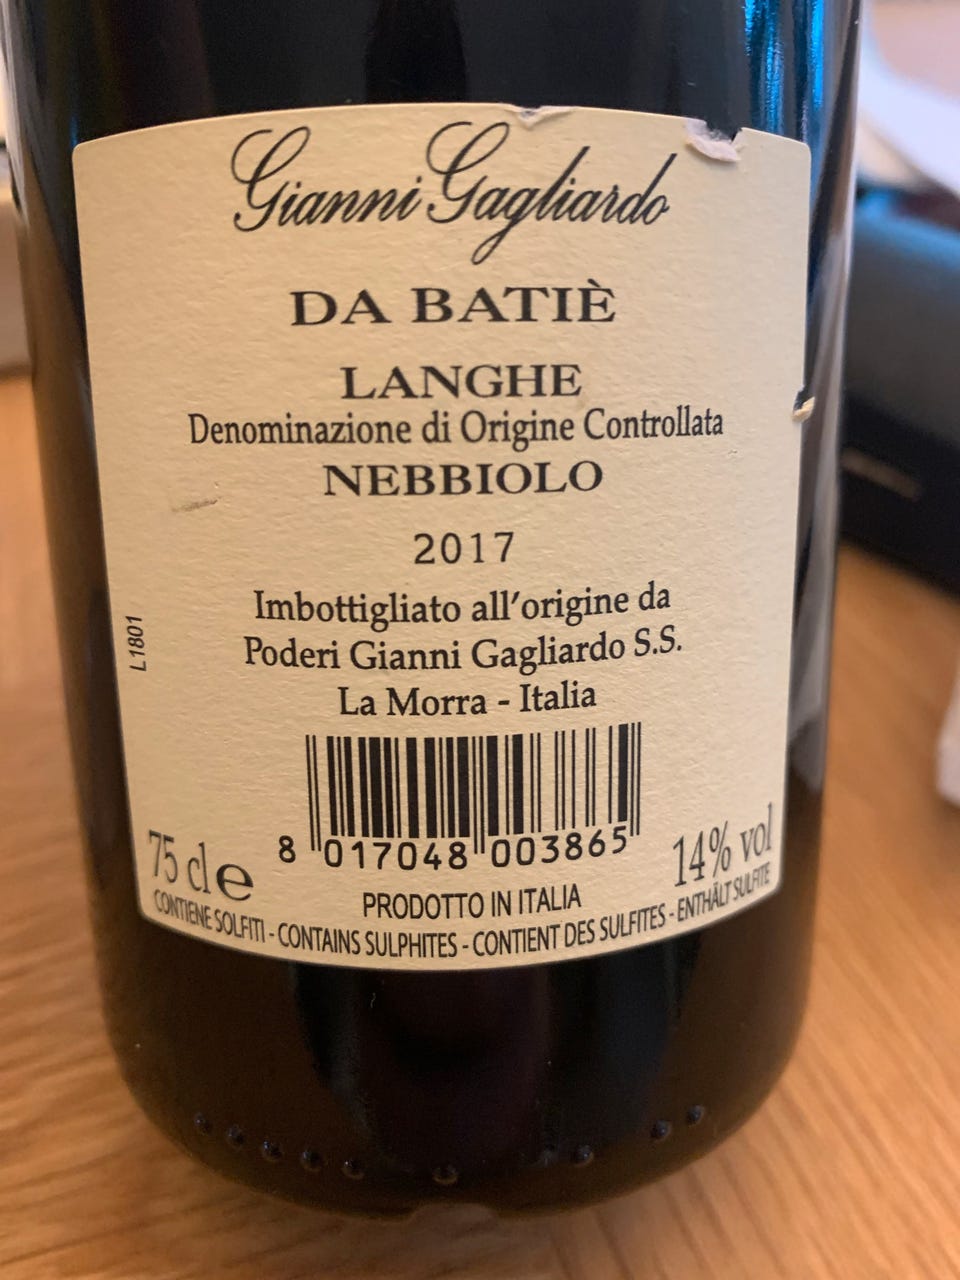 Gianni Gagliardo
DA BATIÈ
LANGHE
Denominazione di Origine Controllata
NEBBIOLO
2017
Imbottigliato all'origine da
Poderi Gianni Gagliardo S.S.
La Morra - Italia
L1801
8 017048 003865
75 cl e
14% vol
PRODOTTO IN ITALIA
CONTIENE SOLFITI - CONTAINS SULPHITES - CONTIENT DES SULFITES - ENTHÄLT SULFITE